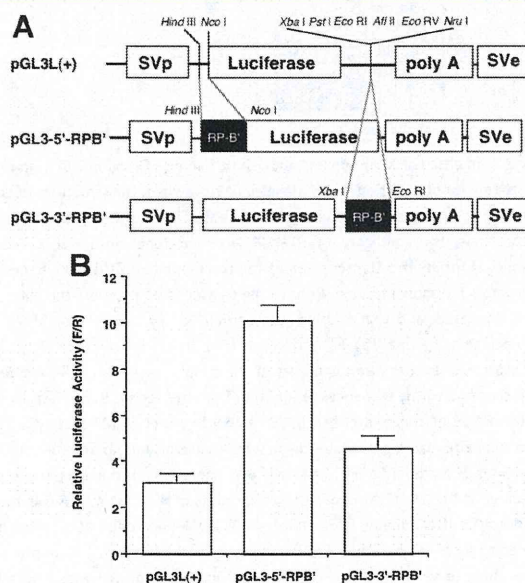 A
Hind III Nco I Xba I Pst I Eco RI Afl II Eco RV Nru I
pGL3L(+) SVp Luciferase poly A SVe
Hind III Nco I
pGL3-5'-RPB' SVp RP-B' Luciferase poly A SVe
Xba I Eco RI
pGL3-3'-RPB' SVp Luciferase RP-B' poly A SVe
B
Relative Luciferase Activity (F/R)
12
10
8
6
4
2
0
pGL3L(+) pGL3-5'-RPB' pGL3-3'-RPB'